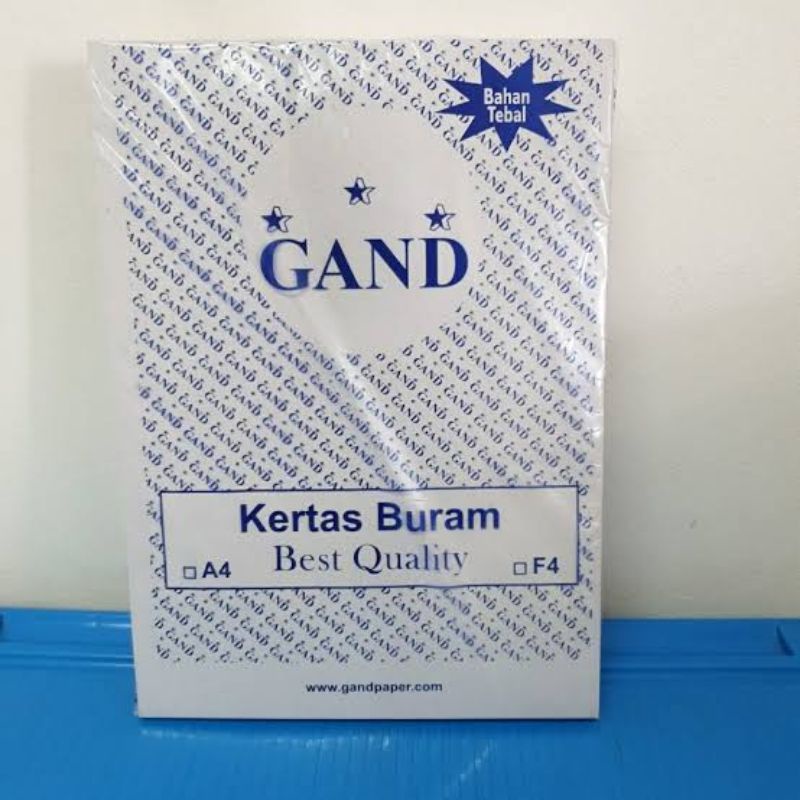 Bahan
Tebal
GAND
Kertas Buram
Best Quality
A4
F4
www.gandpaper.com